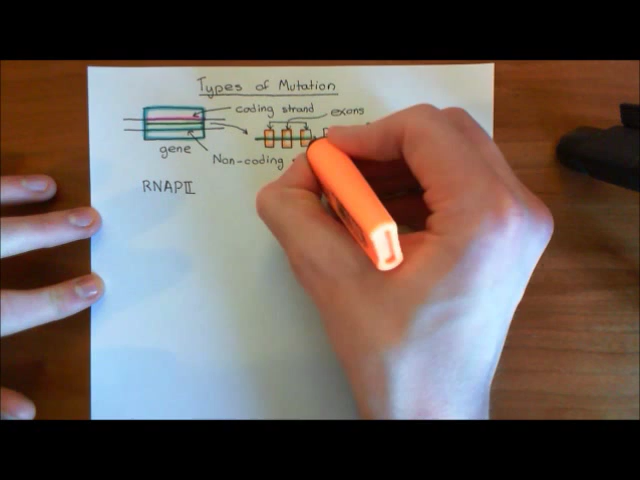 Types of Mutation
coding strand
exons
gene
Non-coding
RNAPII